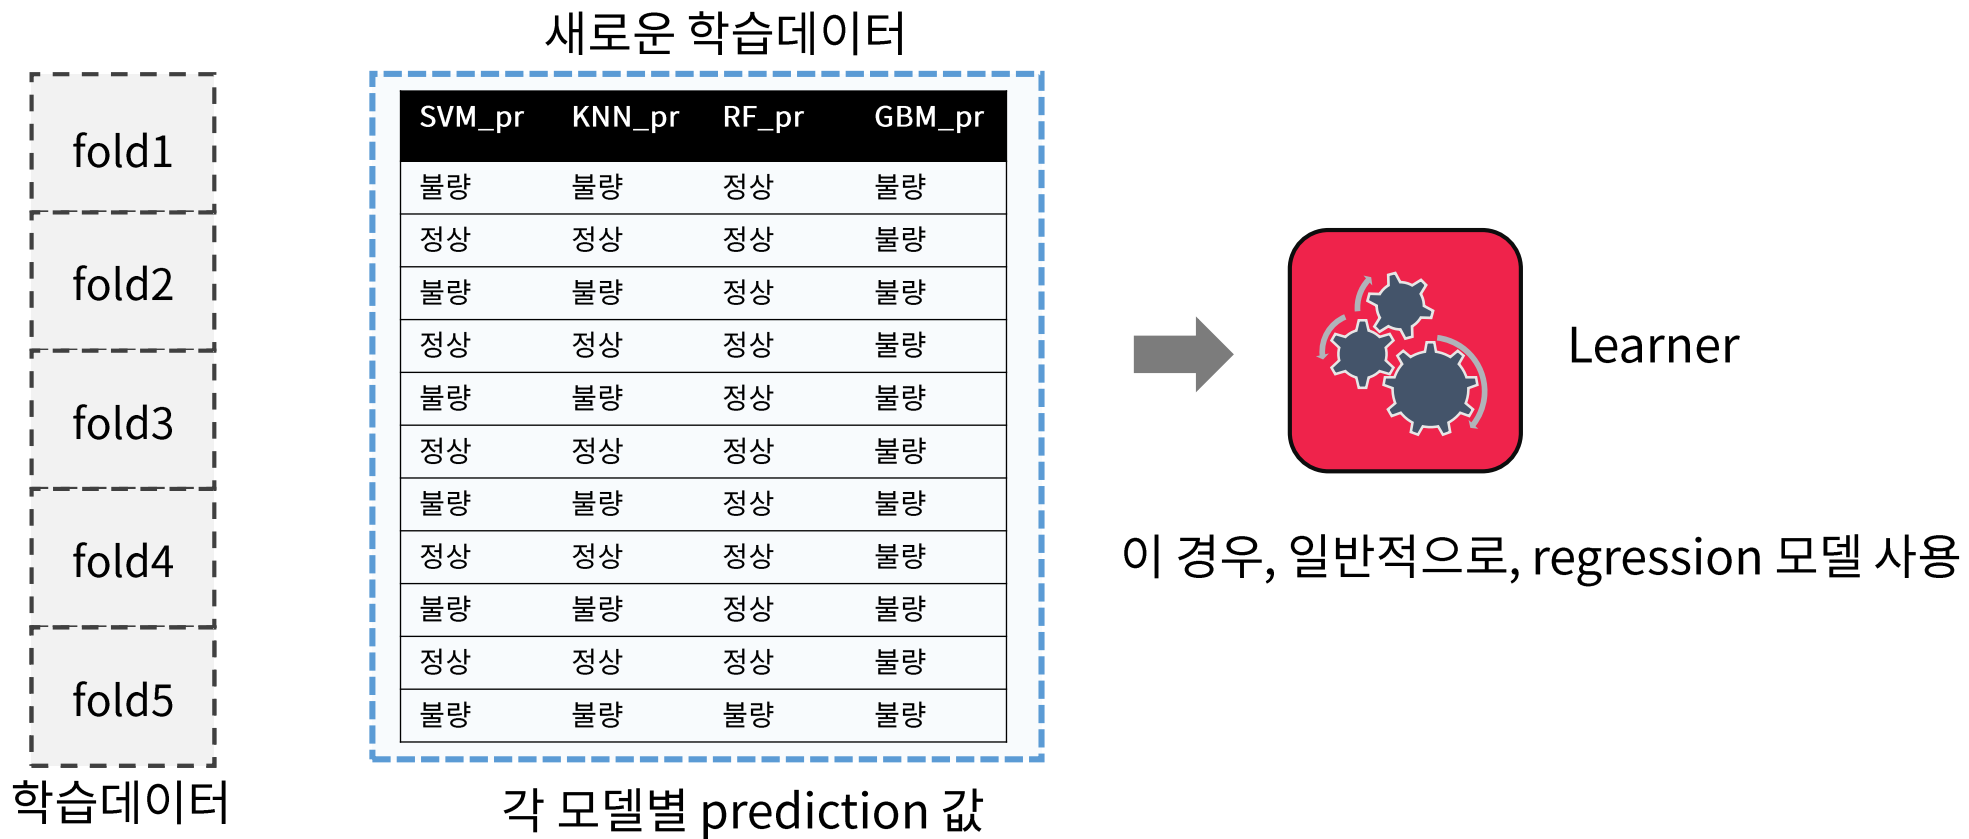 새로운 학습데이터
fold1
fold2
fold3
fold4
fold5
학습데이터
SVM_pr KNN_pr RF_pr GBM_pr
불량 불량 정상 불량
정상 정상 정상 불량
불량 불량 정상 불량
정상 정상 정상 불량
불량 불량 정상 불량
정상 정상 정상 불량
불량 불량 정상 불량
정상 정상 정상 불량
불량 불량 정상 불량
정상 정상 정상 불량
불량 불량 불량 불량
각 모델별 prediction 값
Learner
이 경우, 일반적으로, regression 모델 사용